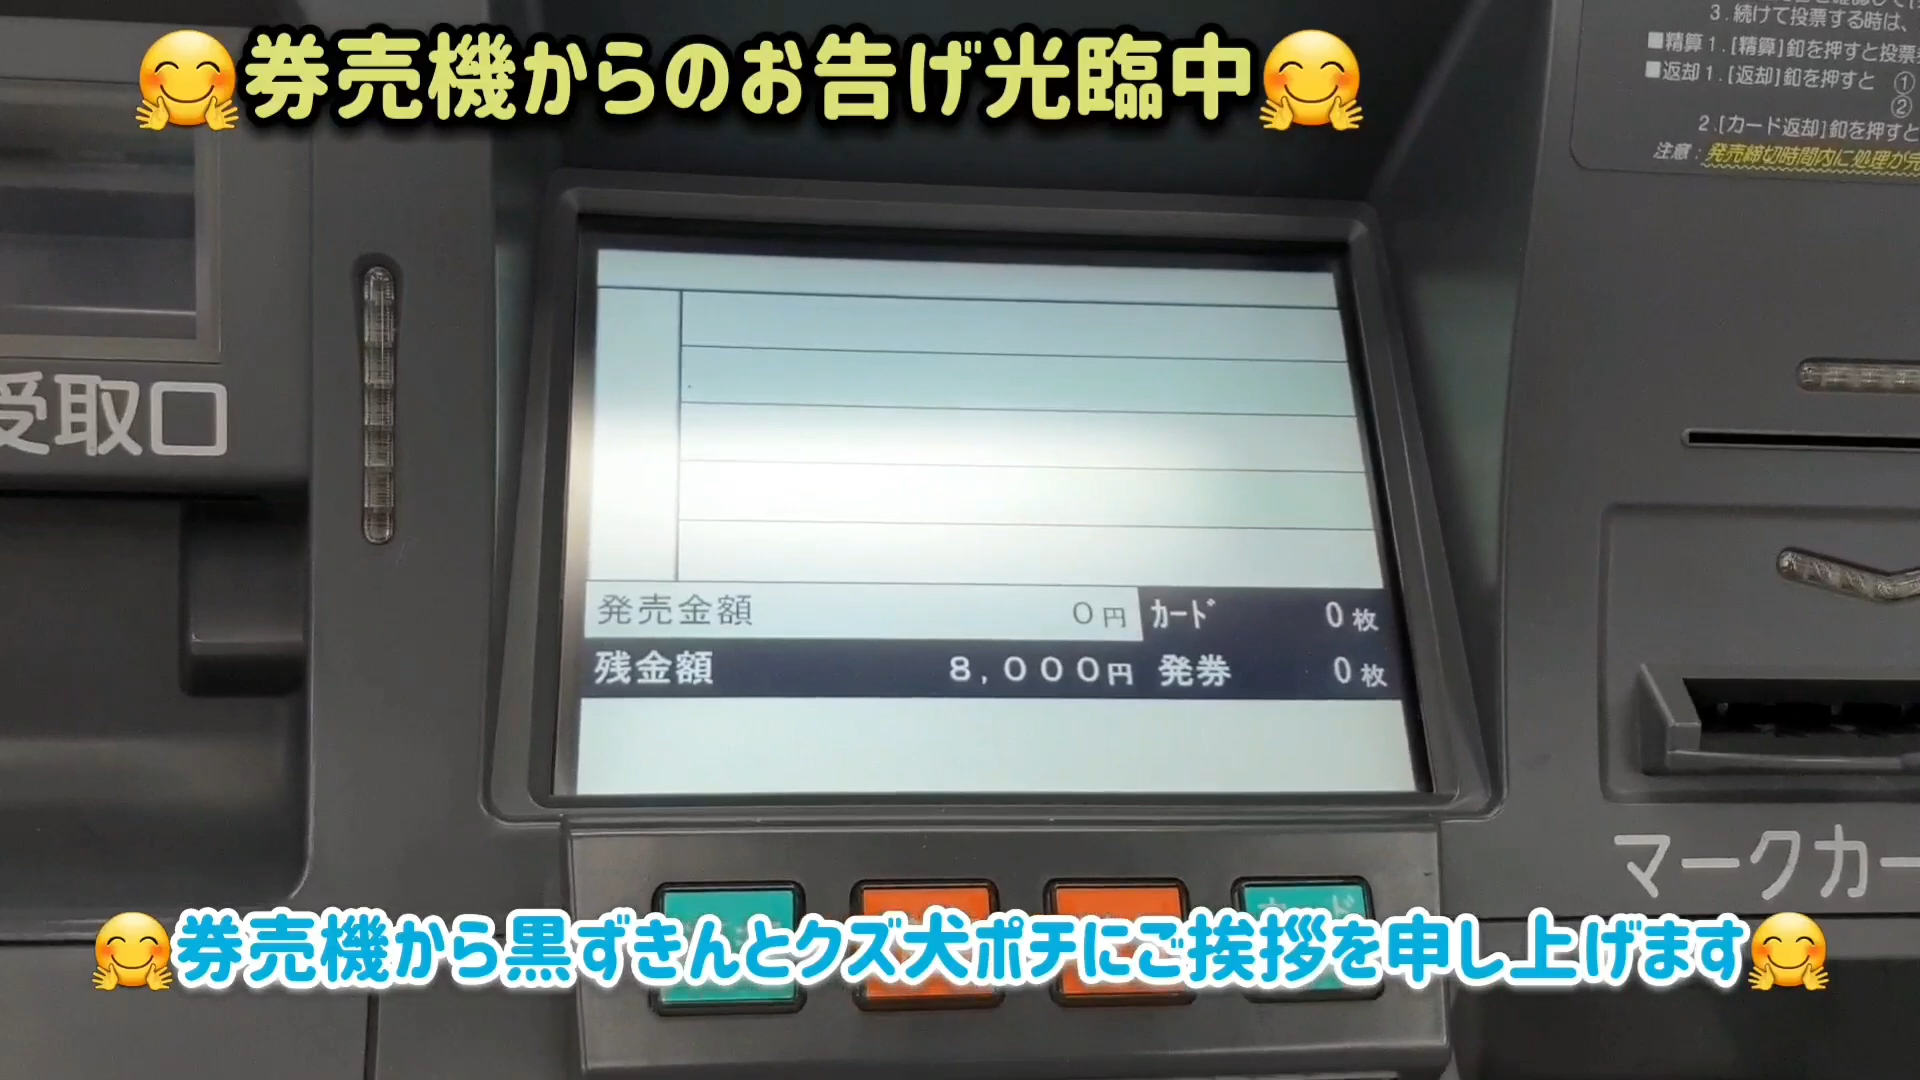 🤗券売機からのお告げ光臨中🤗
3.続けて投票する時は、
■精算1.[精算]釦を押すと投票
■返却1.[返却]釦を押すと ①
②
2.[カード返却]釦を押すと
注意:発売締切時間内に処理が完
受取口
発売金額 0円 カード 0枚
残金額 8,000円 発券 0枚
マークカー
🤗券売機から黒ずきんとクズ犬ポチにご挨拶を申し上げます🤗